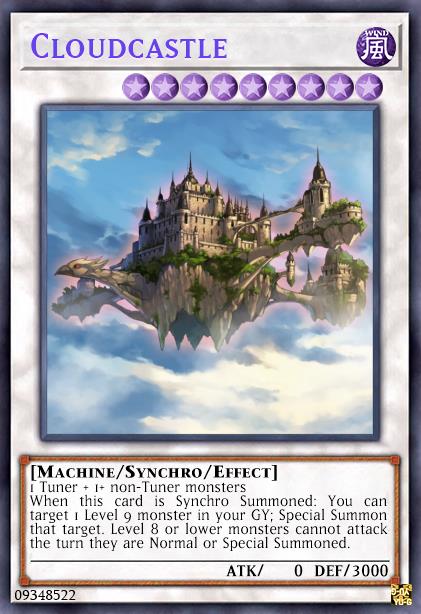 Cloudcastle
WIND
風
[Machine/Synchro/Effect]
1 Tuner + 1+ non-Tuner monsters
When this card is Synchro Summoned: You can
target 1 Level 9 monster in your GY; Special Summon
that target. Level 8 or lower monsters cannot attack
the turn they are Normal or Special Summoned.
ATK/ 0 DEF/3000
09348522